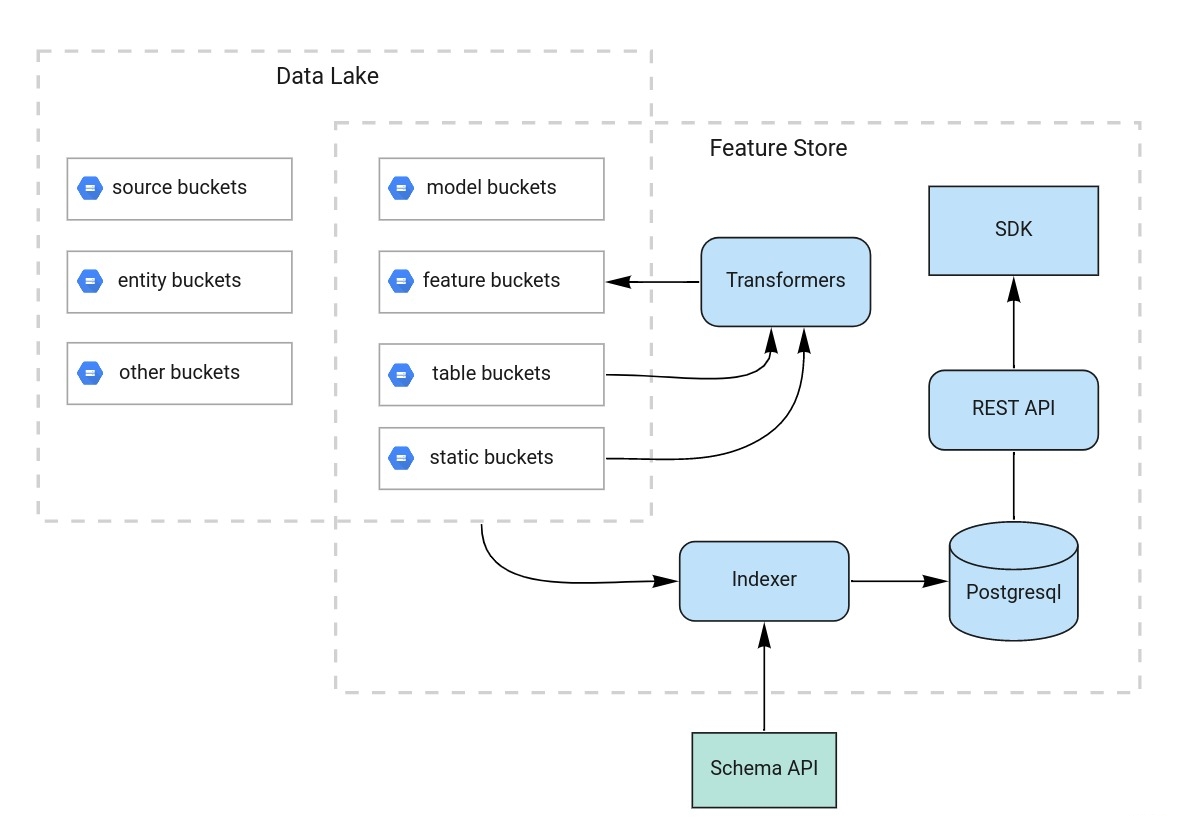 Data Lake
Feature Store
source buckets
model buckets
SDK
entity buckets
feature buckets
Transformers
other buckets
table buckets
REST API
static buckets
Indexer
Postgresql
Schema API